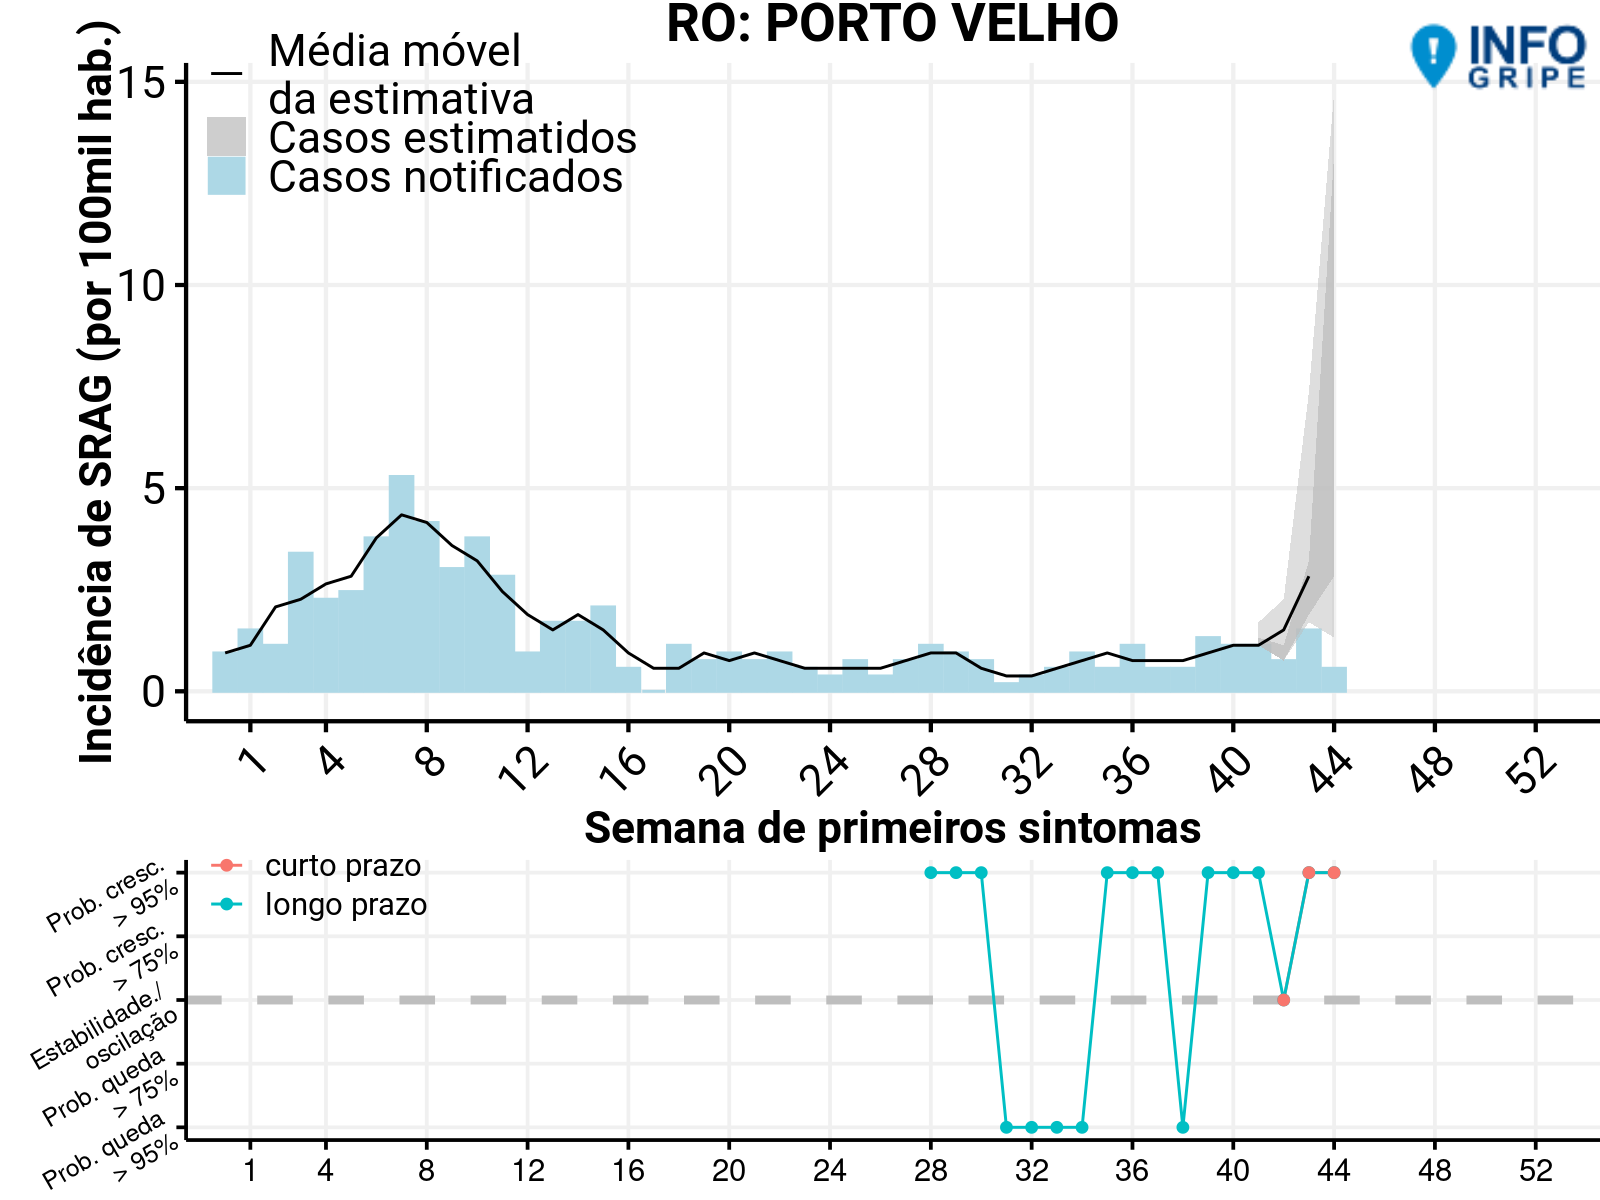 RO: PORTO VELHO
INFO
GRIPE
Média móvel
da estimativa
Casos estimatidos
Casos notificados
Incidência de SRAG (por 100mil hab.)
15
10
5
0
1 4 8 12 16 20 24 28 32 36 40 44 48 52
Semana de primeiros sintomas
curto prazo
longo prazo
Prob. cresc.
> 95%
Prob. cresc.
> 75%
Estabilidade./
oscilação
Prob. queda
> 75%
Prob. queda
> 95%
1 4 8 12 16 20 24 28 32 36 40 44 48 52